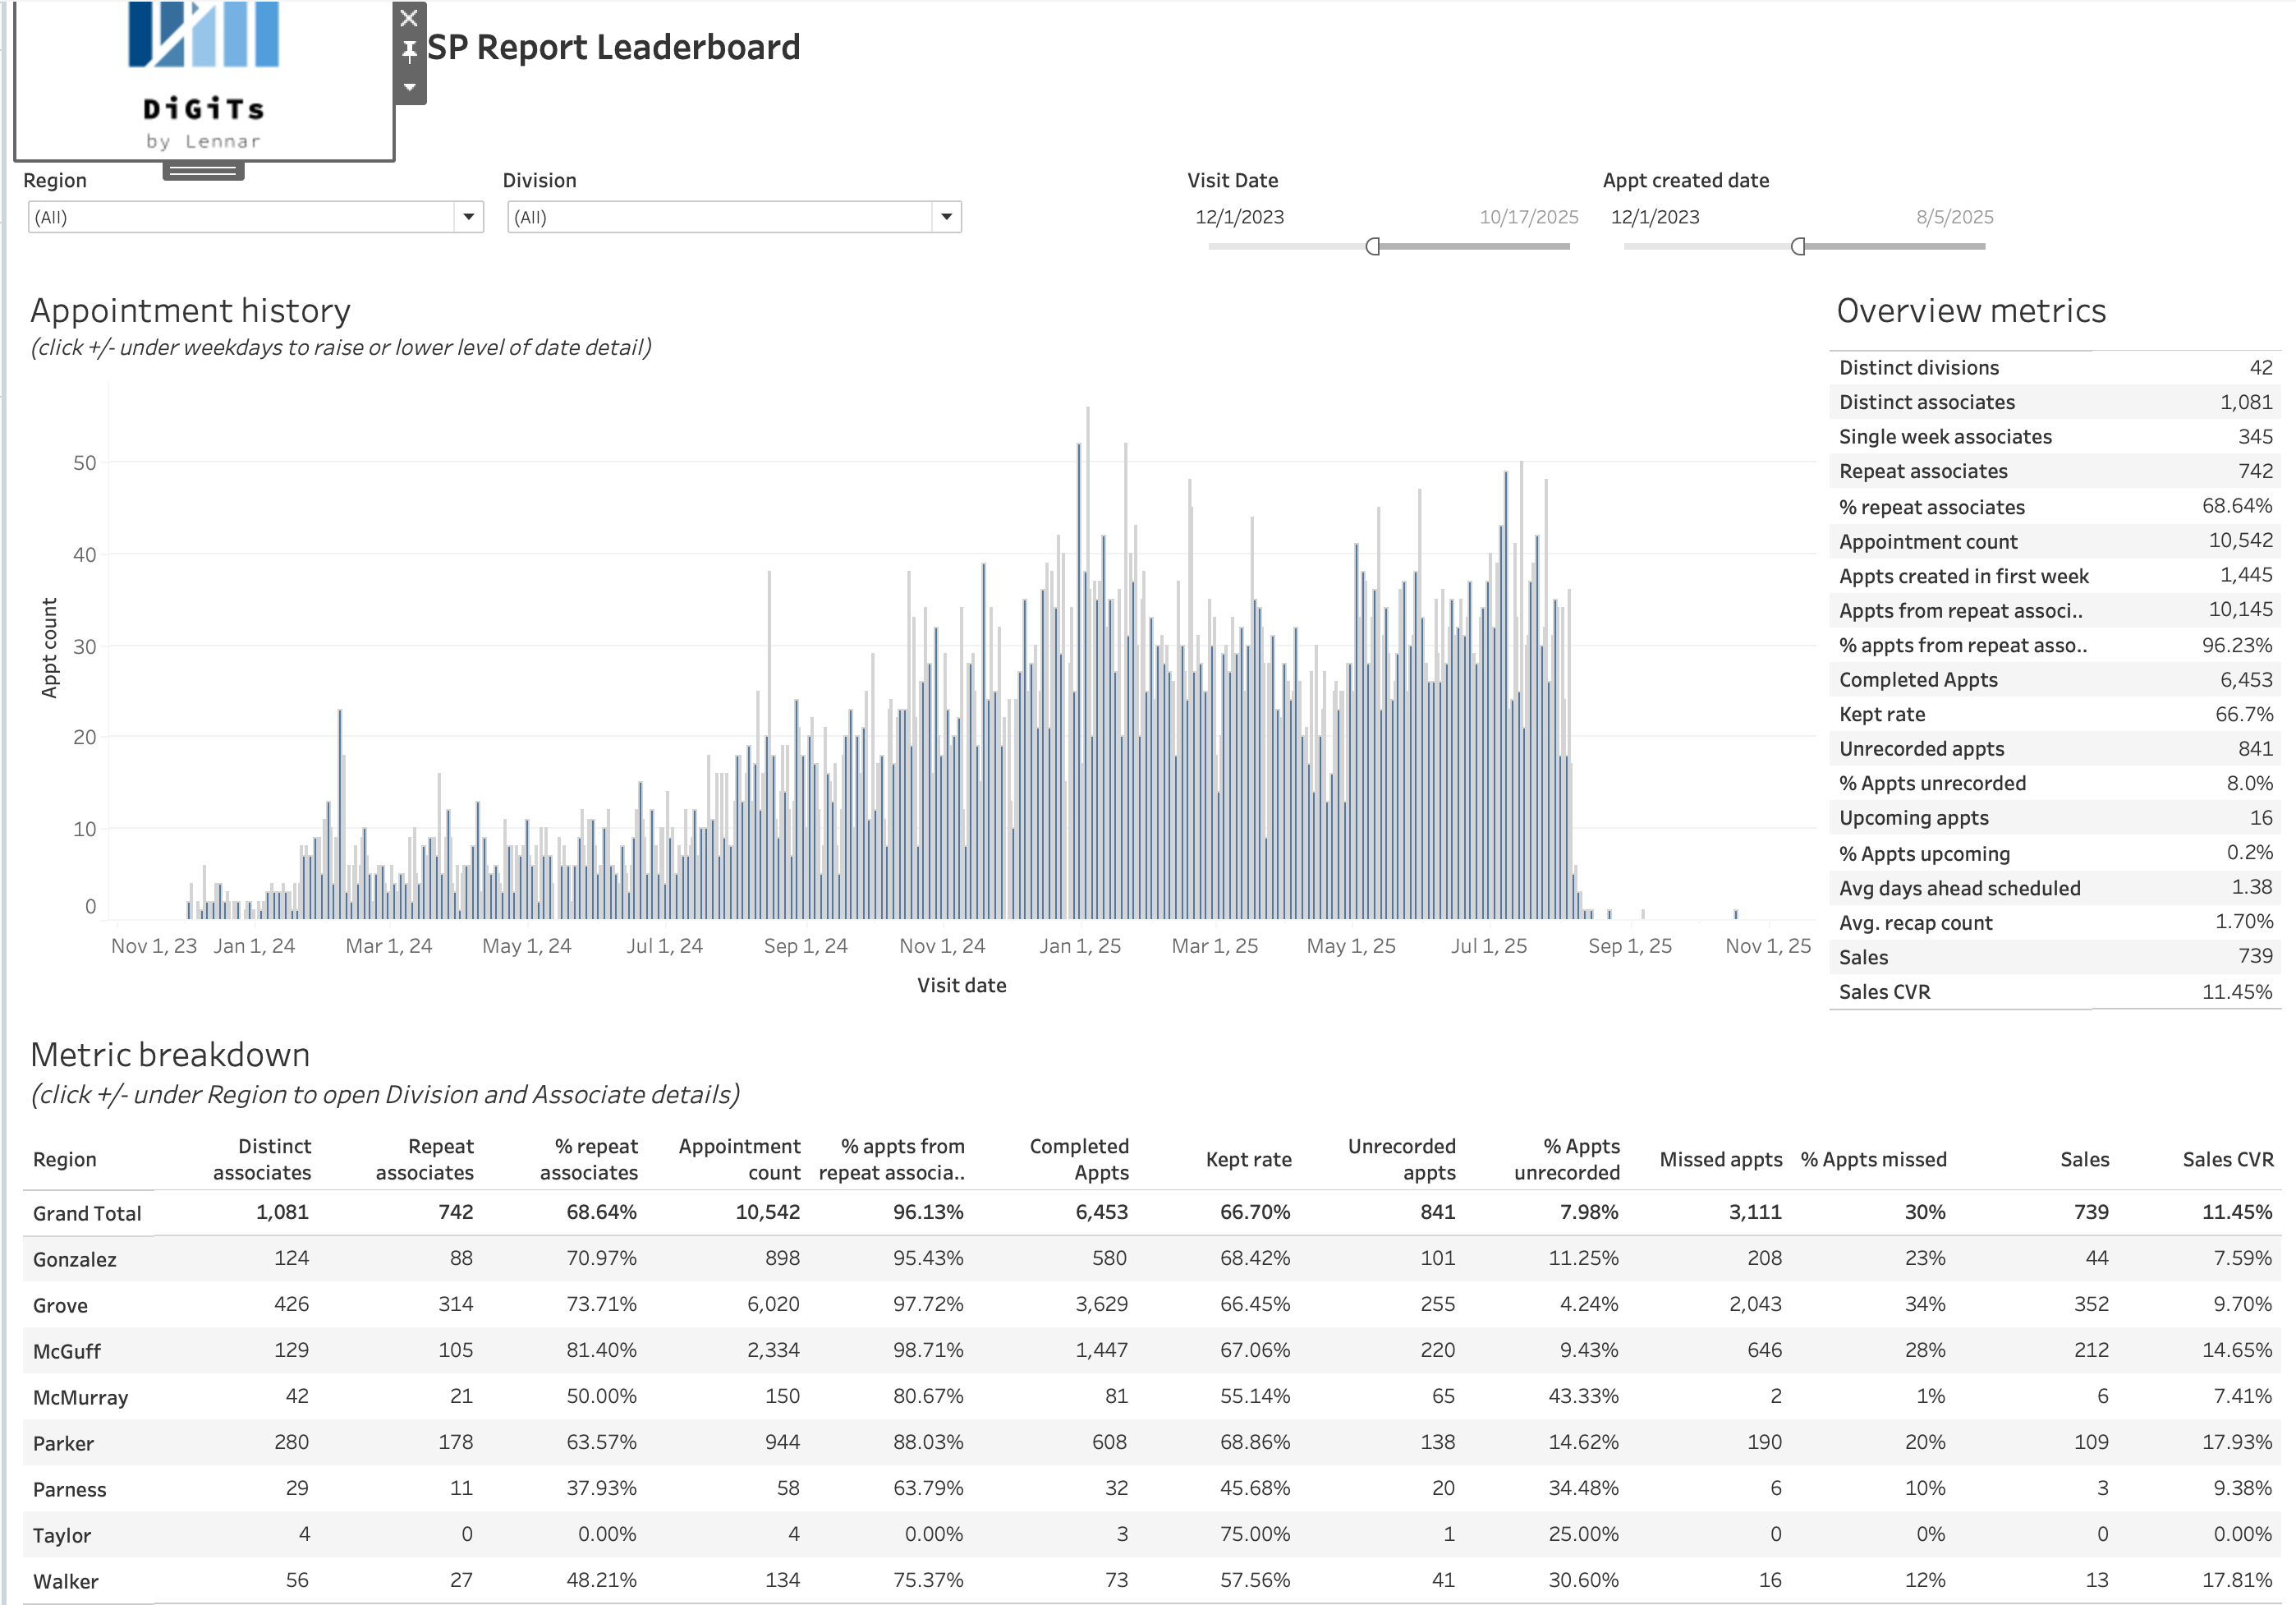 SP Report Leaderboard
DiGiTs
by Lennar
Region
Division
Visit Date
Appt created date
(All)
(All)
12/1/2023 10/17/2025
12/1/2023 8/5/2025
Appointment history
(click +/- under weekdays to raise or lower level of date detail)
Appt count
50
40
30
20
10
0
Nov 1, 23 Jan 1, 24 Mar 1, 24 May 1, 24 Jul 1, 24 Sep 1, 24 Nov 1, 24 Jan 1, 25 Mar 1, 25 May 1, 25 Jul 1, 25 Sep 1, 25 Nov 1, 25
Visit date
Overview metrics
Distinct divisions 42
Distinct associates 1,081
Single week associates 345
Repeat associates 742
% repeat associates 68.64%
Appointment count 10,542
Appts created in first week 1,445
Appts from repeat associ.. 10,145
% appts from repeat asso.. 96.23%
Completed Appts 6,453
Kept rate 66.7%
Unrecorded appts 841
% Appts unrecorded 8.0%
Upcoming appts 16
% Appts upcoming 0.2%
Avg days ahead scheduled 1.38
Avg. recap count 1.70%
Sales 739
Sales CVR 11.45%
Metric breakdown
(click +/- under Region to open Division and Associate details)
Region Distinct associates Repeat associates % repeat associates Appointment count % appts from repeat associa.. Completed Appts Kept rate Unrecorded appts % Appts unrecorded Missed appts % Appts missed Sales Sales CVR
Grand Total 1,081 742 68.64% 10,542 96.13% 6,453 66.70% 841 7.98% 3,111 30% 739 11.45%
Gonzalez 124 88 70.97% 898 95.43% 580 68.42% 101 11.25% 208 23% 44 7.59%
Grove 426 314 73.71% 6,020 97.72% 3,629 66.45% 255 4.24% 2,043 34% 352 9.70%
McGuff 129 105 81.40% 2,334 98.71% 1,447 67.06% 220 9.43% 646 28% 212 14.65%
McMurray 42 21 50.00% 150 80.67% 81 55.14% 65 43.33% 2 1% 6 7.41%
Parker 280 178 63.57% 944 88.03% 608 68.86% 138 14.62% 190 20% 109 17.93%
Parness 29 11 37.93% 58 63.79% 32 45.68% 20 34.48% 6 10% 3 9.38%
Taylor 4 0 0.00% 4 0.00% 3 75.00% 1 25.00% 0 0% 0 0.00%
Walker 56 27 48.21% 134 75.37% 73 57.56% 41 30.60% 16 12% 13 17.81%